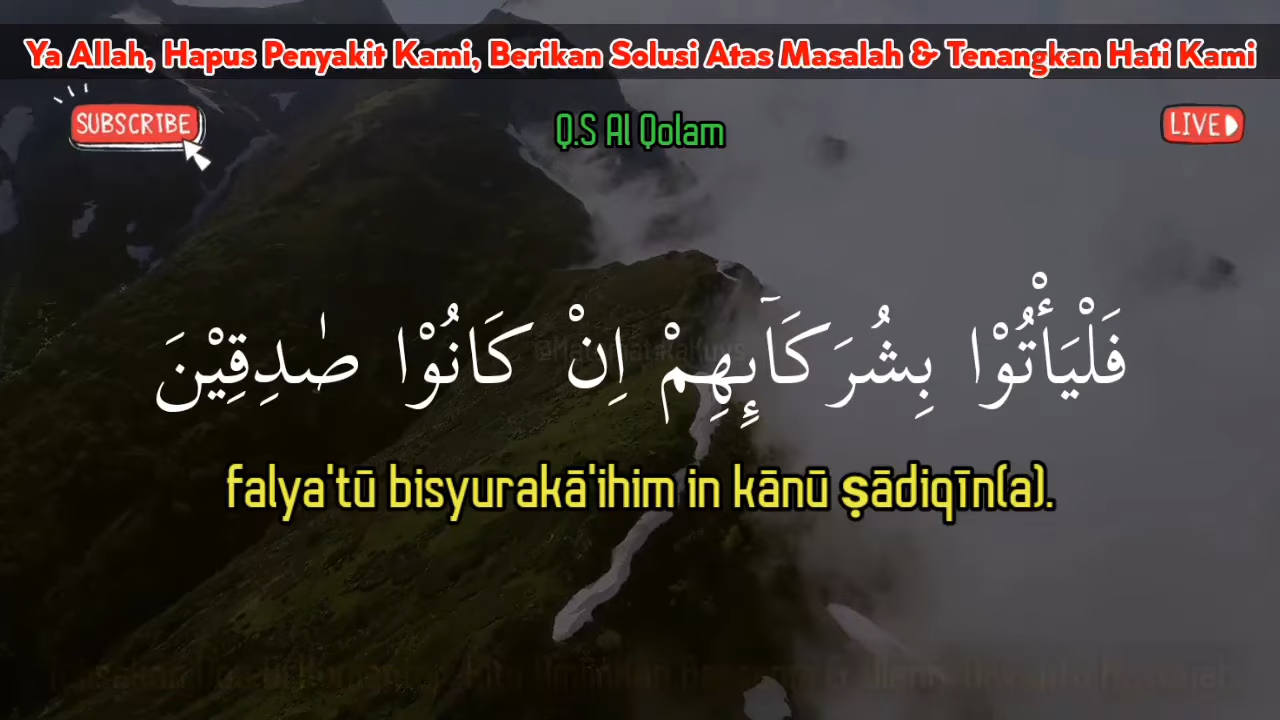 Ya Allah, Hapus Penyakit Kami, Berikan Solusi Atas Masalah & Tenangkan Hati Kami
SUBSCRIBE
Q.S Al Qolam
LIVE
فَلْيَأْتُوْا بِشُرَكَاۤىِٕهِمْ اِنْ كَانُوْا صٰدِقِيْنَ
falya'tū bisyurakā'ihim in kānū ṣādiqīn(a).